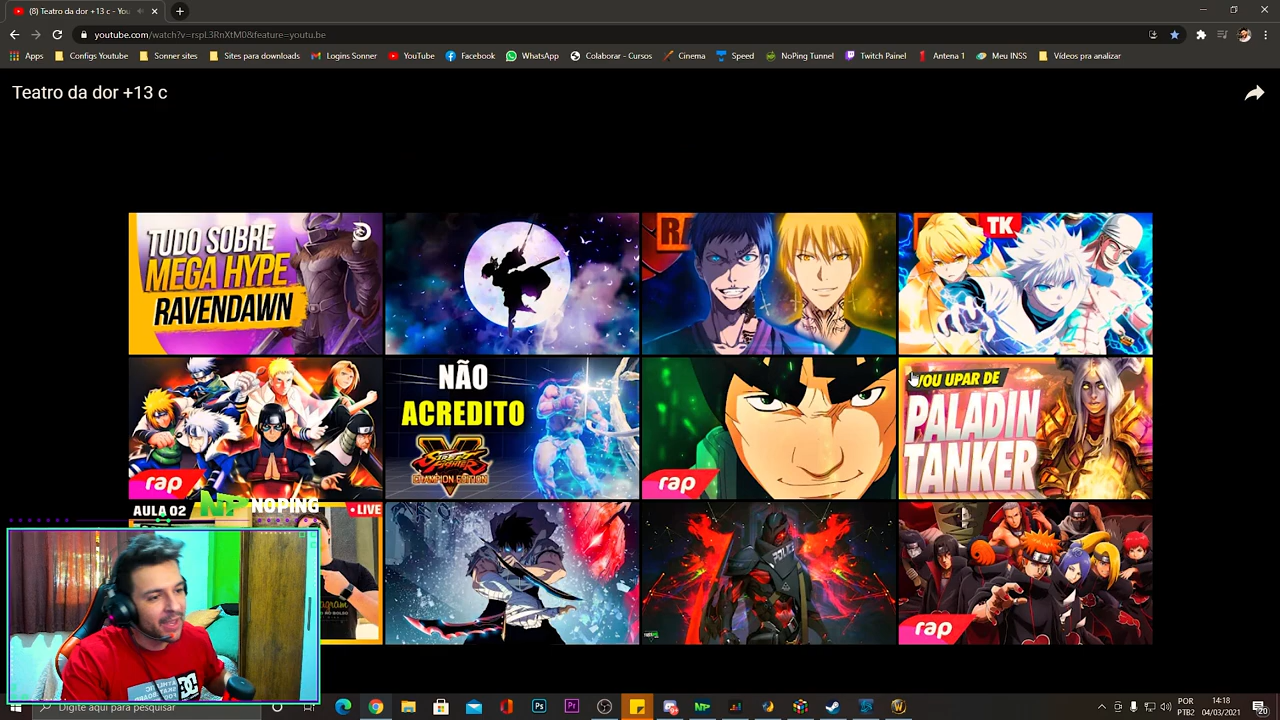 (8) Teatro da dor +13 c - You
youtube.com/watch?v=rspL3RnXtM0&feature=youtu.be
Apps Configs Youtube Sonner sites Sites para downloads Logins Sonner YouTube Facebook WhatsApp Colaborar - Cursos Cinema Speed NoPing Tunnel Twitch Painel Antena 1 Meu INSS Vídeos pra analizar
Teatro da dor +13 c
TUDO SOBRE
MEGA HYPE
RAVENDAWN
TK
rap
NÃO
ACREDITO
STREET
FIGHTER
CHAMPION EDITION
rap
VOU UPAR DE
PALADIN
TANKER
AULA 02
NP NOPING
• LIVE
POLICE
rap
Digite aqui para pesquisar
POR
PTB2
14:18
04/03/2021
20